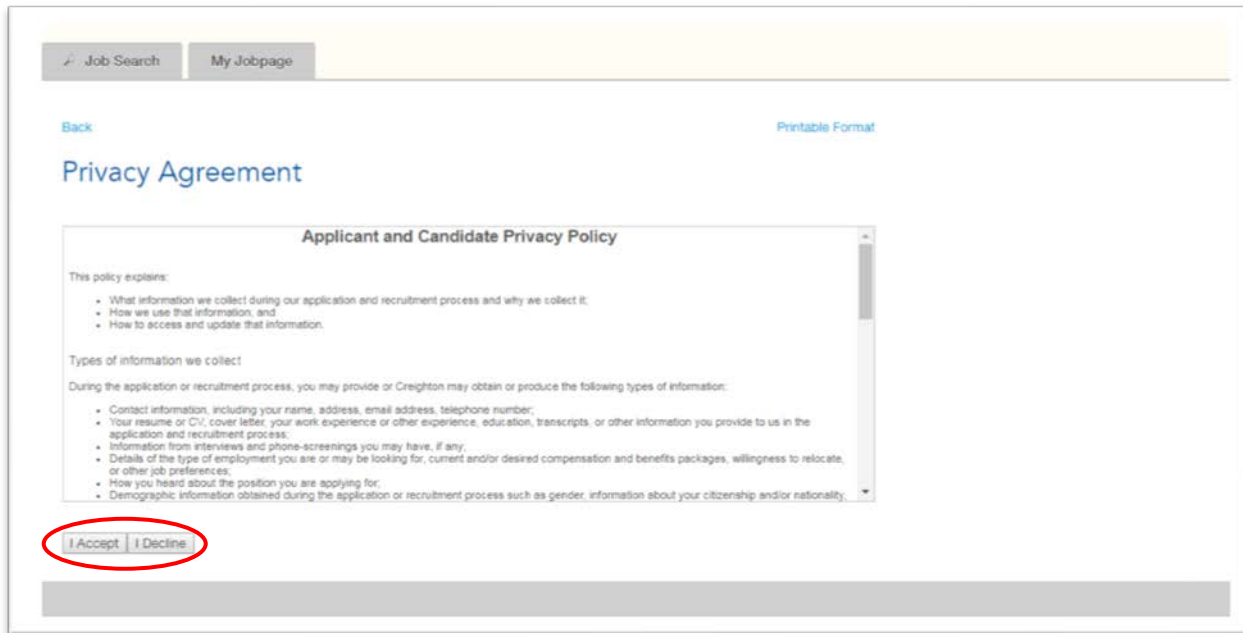 Job Search My Jobpage
Back Printable Format
Privacy Agreement
Applicant and Candidate Privacy Policy
This policy explains:
• What information we collect during our application and recruitment process and why we collect it;
• How we use that information, and
• How to access and update that information.
Types of information we collect
During the application or recruitment process, you may provide or Creighton may obtain or produce the following types of information:
• Contact information, including your name, address, email address, telephone number;
• Your resume or CV, cover letter, your work experience or other experience, education, transcripts, or other information you provide to us in the
application and recruitment process;
• Information from interviews and phone-screenings you may have, if any;
• Details of the type of employment you are or may be looking for, current and/or desired compensation and benefits packages, willingness to relocate,
or other job preferences;
• How you heard about the position you are applying for;
• Demographic information obtained during the application or recruitment process such as gender, information about your citizenship and/or nationality,
I Accept I Decline